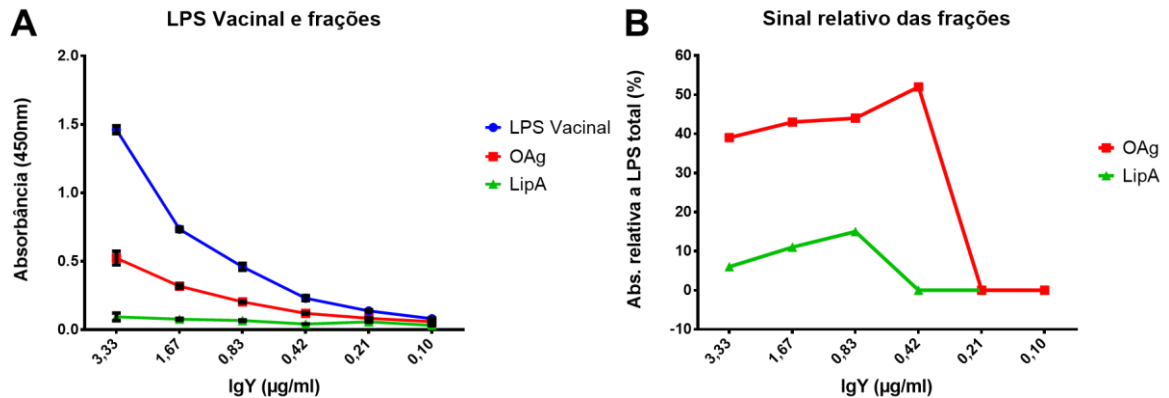 A
LPS Vacinal e frações
Absorbância (450nm)
2.0
1.5
1.0
0.5
0.0
3,33
1,67
0,83
0,42
0,21
0,10
IgY (μg/ml)
LPS Vacinal
OAg
LipA
B
Sinal relativo das frações
Abs. relativa a LPS total (%)
60
50
40
30
20
10
0
-10
3,33
1,67
0,83
0,42
0,21
0,10
IgY (μg/ml)
OAg
LipA